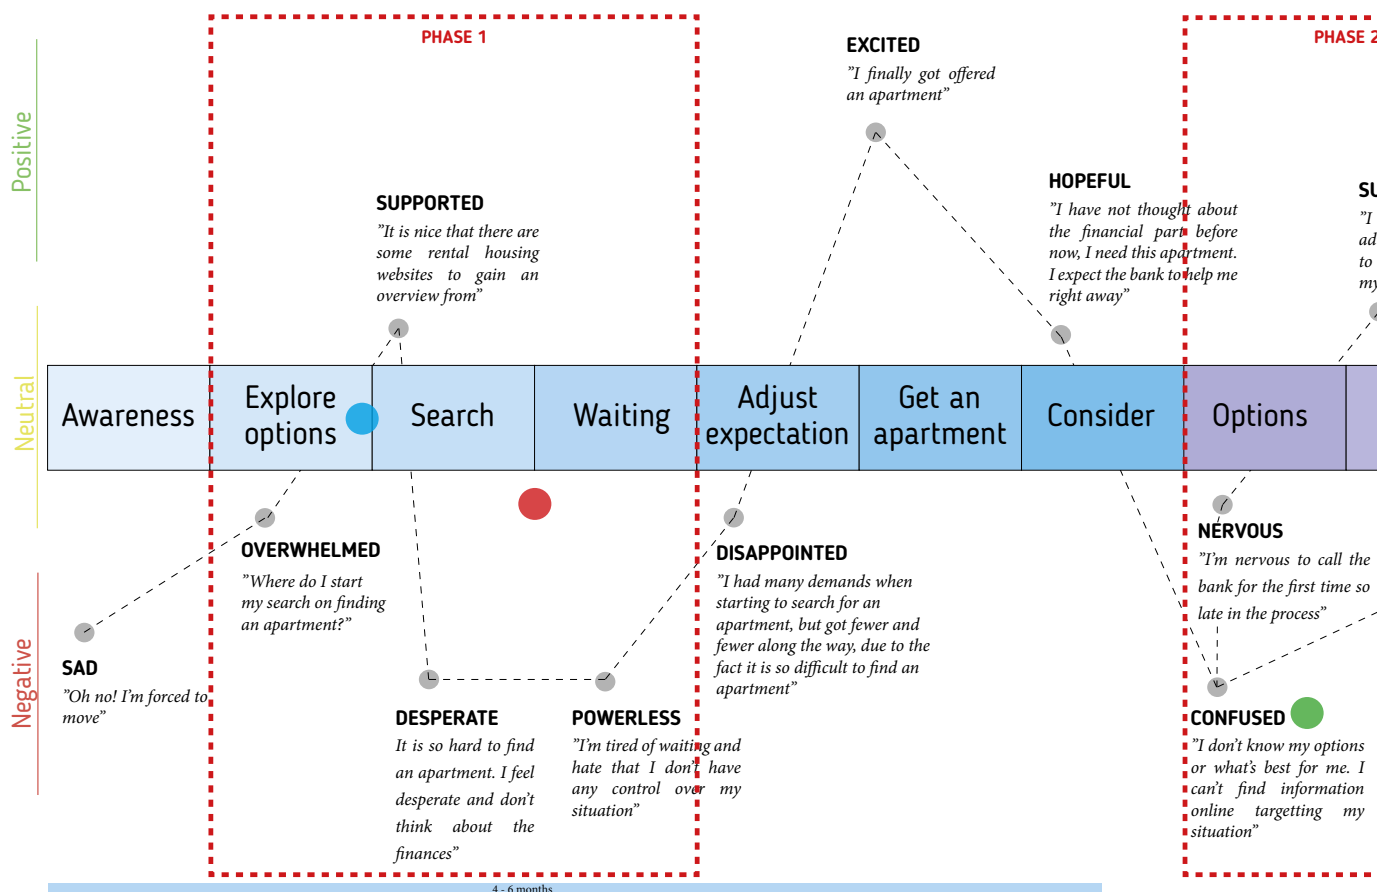 PHASE 1
PHASE 2
Positive
Neutral
Negative
EXCITED
"I finally got offered
an apartment"
HOPEFUL
"I have not thought about
the financial part before
now, I need this apartment.
I expect the bank to help me
right away"
SUPPORTED
"It is nice that there are
some rental housing
websites to gain an
overview from"
SU
"I
ad
to
my
Awareness
Explore
options
Search
Waiting
Adjust
expectation
Get an
apartment
Consider
Options
OVERWHELMED
"Where do I start
my search on finding
an apartment?"
SAD
"Oh no! I'm forced to
move"
DESPERATE
It is so hard to find
an apartment. I feel
desperate and don't
think about the
finances"
POWERLESS
"I'm tired of waiting and
hate that I don't have
any control over my
situation"
DISAPPOINTED
"I had many demands when
starting to search for an
apartment, but got fewer and
fewer along the way, due to the
fact it is so difficult to find an
apartment"
NERVOUS
"I'm nervous to call the
bank for the first time so
late in the process"
CONFUSED
"I don't know my options
or what's best for me. I
can't find information
online targetting my
situation"
4 - 6 months